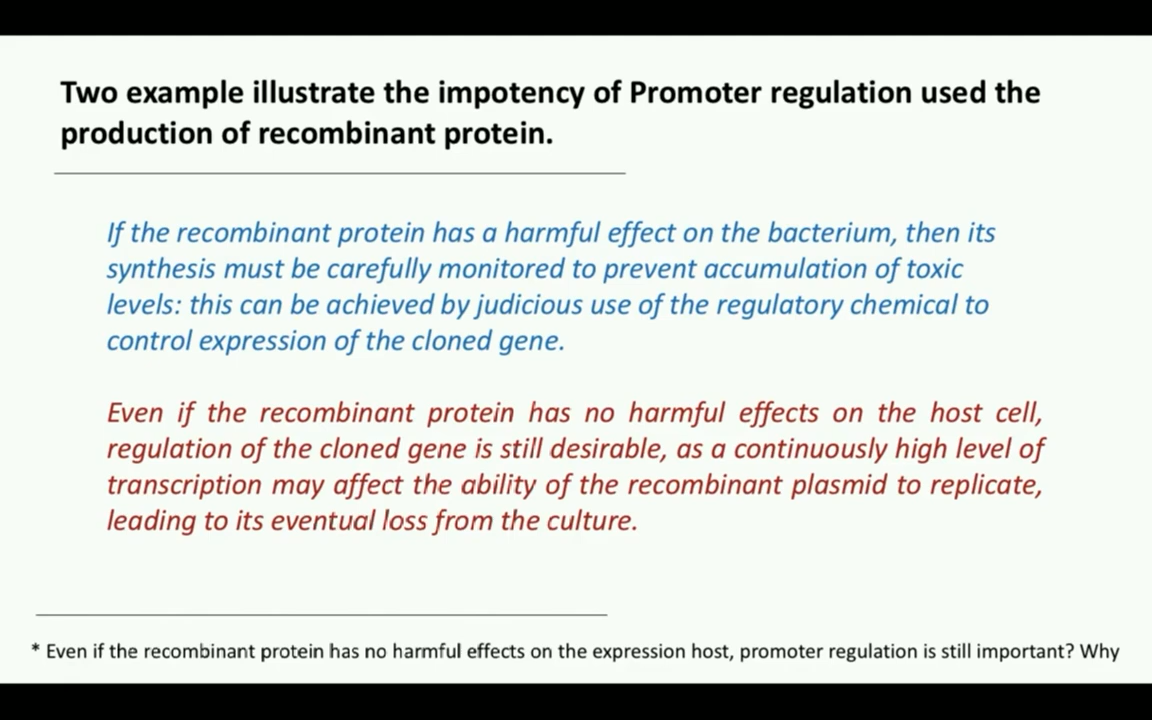 Two example illustrate the impotency of Promoter regulation used the
production of recombinant protein.
If the recombinant protein has a harmful effect on the bacterium, then its
synthesis must be carefully monitored to prevent accumulation of toxic
levels: this can be achieved by judicious use of the regulatory chemical to
control expression of the cloned gene.
Even if the recombinant protein has no harmful effects on the host cell,
regulation of the cloned gene is still desirable, as a continuously high level of
transcription may affect the ability of the recombinant plasmid to replicate,
leading to its eventual loss from the culture.
* Even if the recombinant protein has no harmful effects on the expression host, promoter regulation is still important? Why